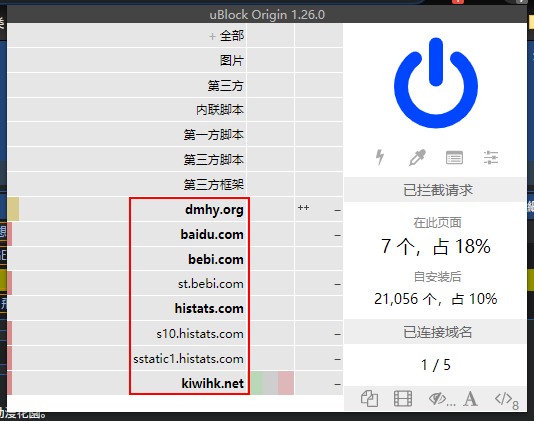 uBlock Origin 1.26.0
+ 全部
图片
第三方
内联脚本
第一方脚本
第三方脚本
第三方框架
dmhy.org ++ –
baidu.com –
bebi.com
st.bebi.com –
histats.com
s10.histats.com –
sstatic1.histats.com –
kiwihk.net –
已拦截请求
在此页面
7 个，占 18%
自安装后
21,056 个，占 10%
已连接域名
1 / 5
... A </> 8
动漫花園。